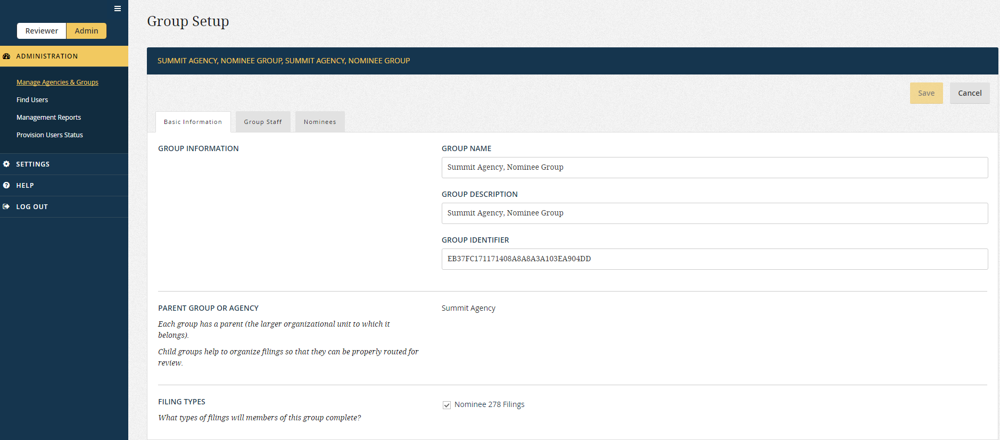 Reviewer Admin
ADMINISTRATION
Manage Agencies & Groups
Find Users
Management Reports
Provision Users Status
SETTINGS
HELP
LOG OUT
Group Setup
SUMMIT AGENCY, NOMINEE GROUP, SUMMIT AGENCY, NOMINEE GROUP
Save Cancel
Basic Information Group Staff Nominees
GROUP INFORMATION
GROUP NAME
Summit Agency, Nominee Group
GROUP DESCRIPTION
Summit Agency, Nominee Group
GROUP IDENTIFIER
EB37FC171171408A8A8A3A103EA904DD
PARENT GROUP OR AGENCY
Each group has a parent (the larger organizational unit to which it
belongs).
Child groups help to organize filings so that they can be properly routed for
review.
Summit Agency
FILING TYPES
What types of filings will members of this group complete?
Nominee 278 Filings